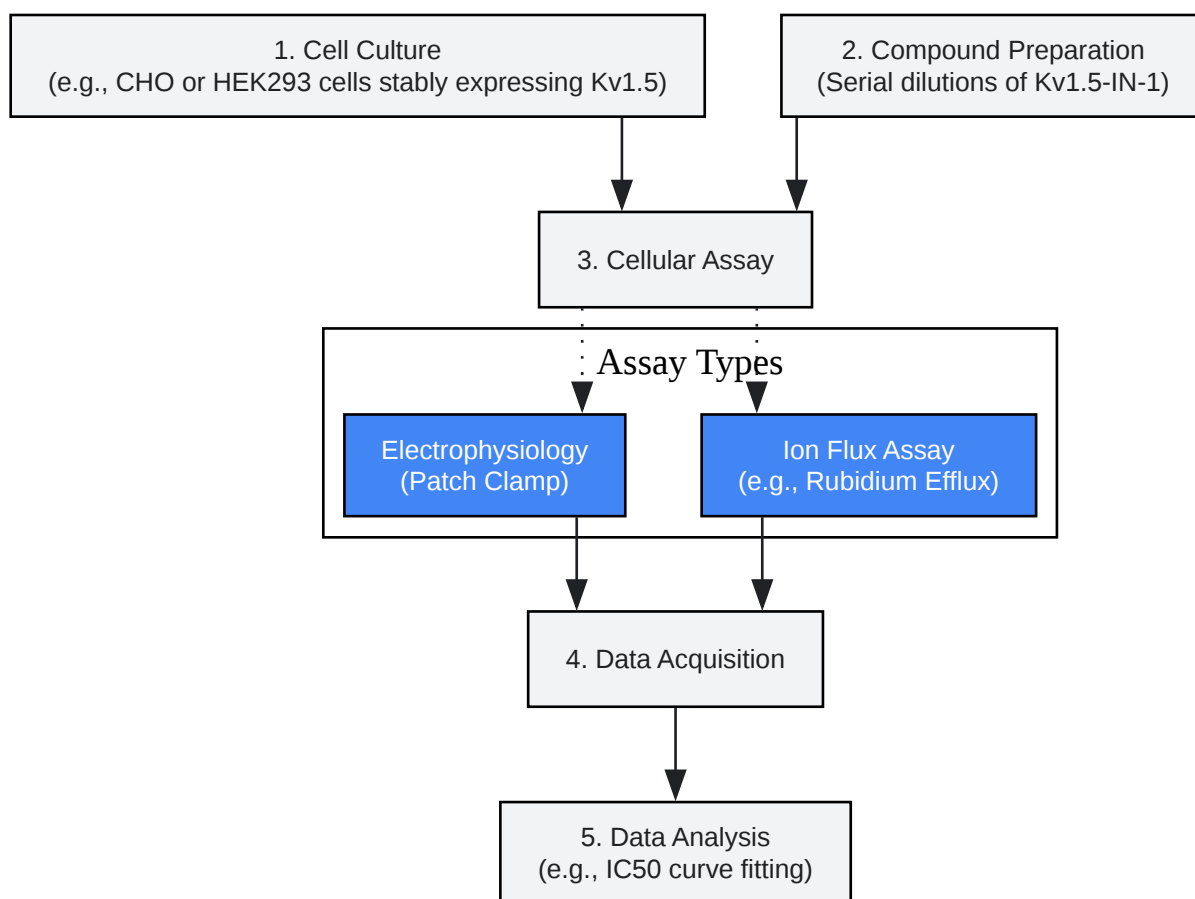 1. Cell Culture
(e.g., CHO or HEK293 cells stably expressing Kv1.5)
2. Compound Preparation
(Serial dilutions of Kv1.5-IN-1)
3. Cellular Assay
Assay Types
Electrophysiology
(Patch Clamp)
Ion Flux Assay
(e.g., Rubidium Efflux)
4. Data Acquisition
5. Data Analysis
(e.g., IC50 curve fitting)